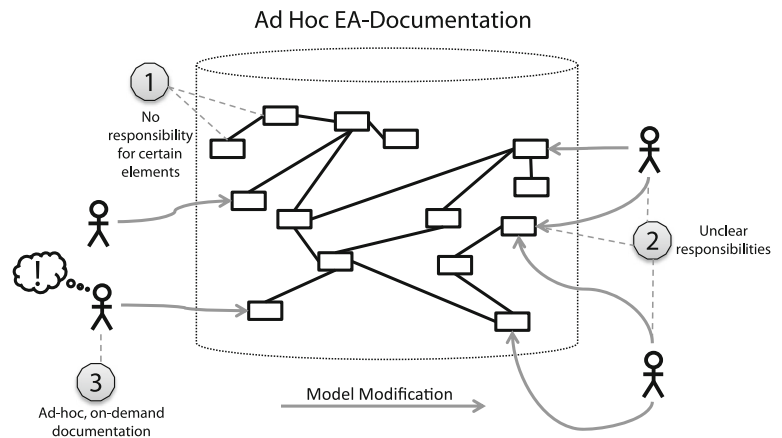 Ad Hoc EA-Documentation
1
No
responsibility
for certain
elements
2
Unclear
responsibilities
!
3
Ad-hoc, on-demand
documentation
Model Modification